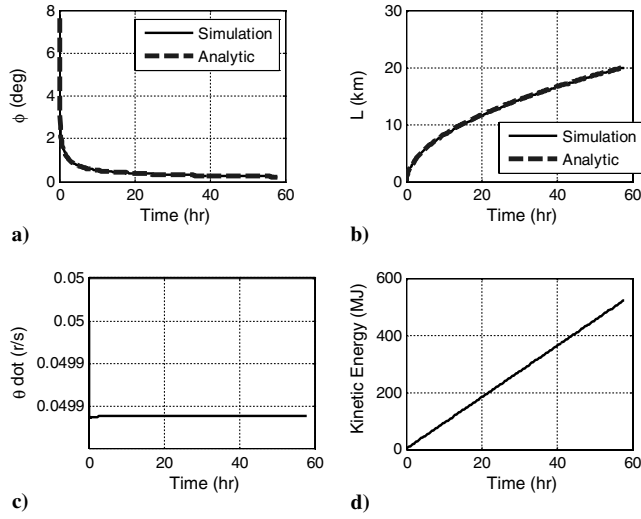 8
6
4
2
0
0 20 40 60
ϕ (deg)
Time (hr)
Simulation
Analytic
a)
30
20
10
0
0 20 40 60
L (km)
Time (hr)
Simulation
Analytic
b)
0.05
0.05
0.0499
0.0499
0 20 40 60
θ dot (r/s)
Time (hr)
c)
600
400
200
0
0 20 40 60
Kinetic Energy (MJ)
Time (hr)
d)